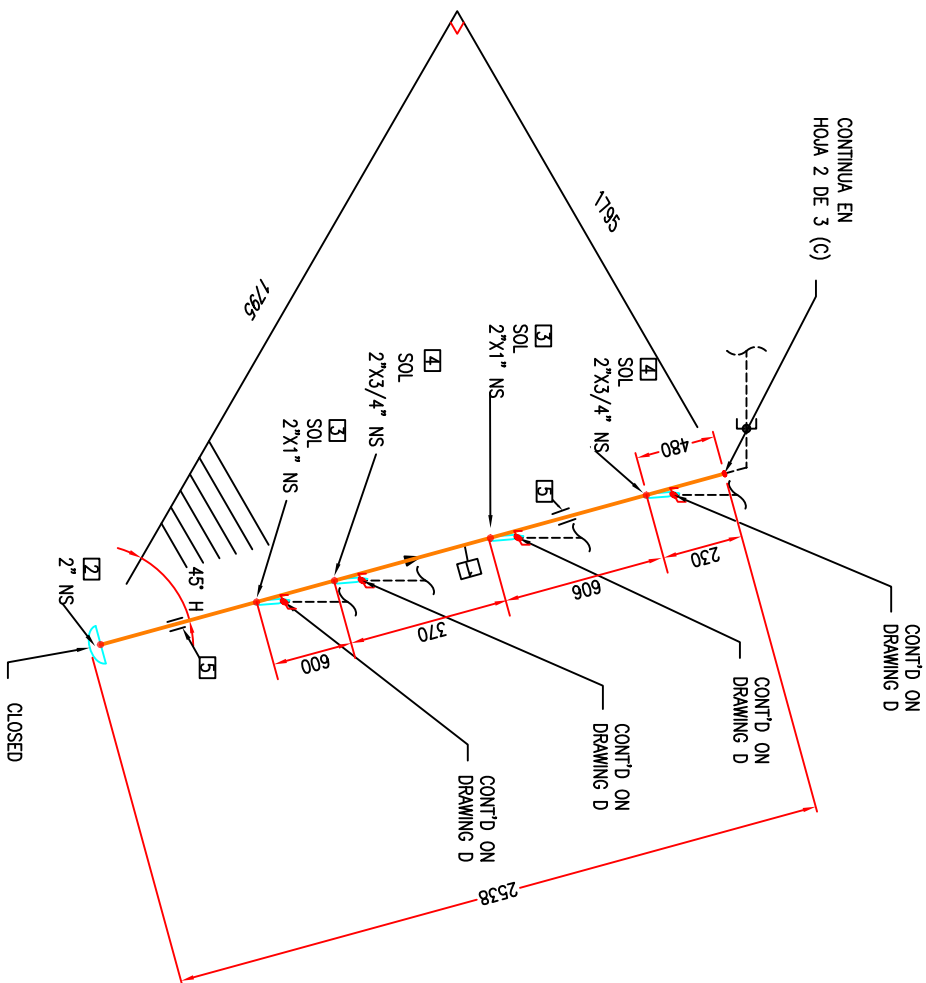 CONTINUA EN
HOJA 2 DE 3 (C)
1795
1795
4
SOL
2"X3/4" NS
3
SOL
2"X1" NS
4
SOL
2"X3/4" NS
3
SOL
2"X1" NS
480
5
1
230
606
370
600
2538
45° H
5
2
2" NS
CLOSED
CONT'D ON
DRAWING D
CONT'D ON
DRAWING D
CONT'D ON
DRAWING D
CONT'D ON
DRAWING D